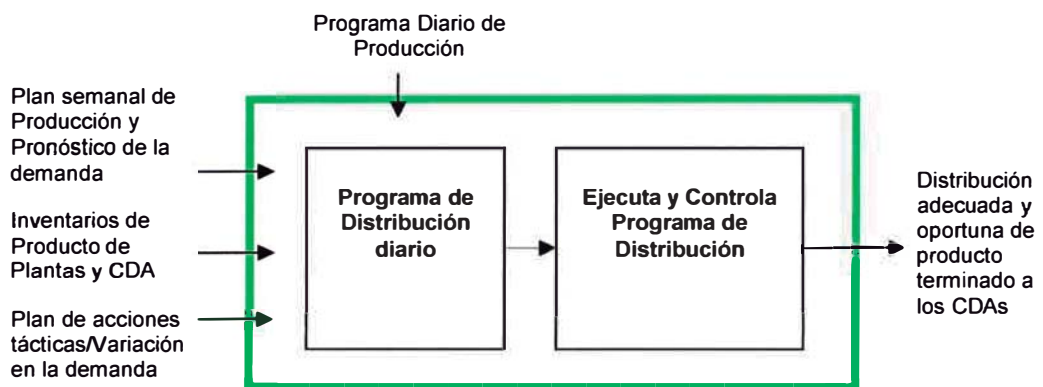 Programa Diario de
Producción
Plan semanal de
Producción y
Pronóstico de la
demanda
Inventarios de
Producto de
Plantas y CDA
Plan de acciones
tácticas/Variación
en la demanda
Programa de
Distribución
diario
Ejecuta y Controla
Programa de
Distribución
Distribución
adecuada y
oportuna de
producto
terminado a
los CDAs